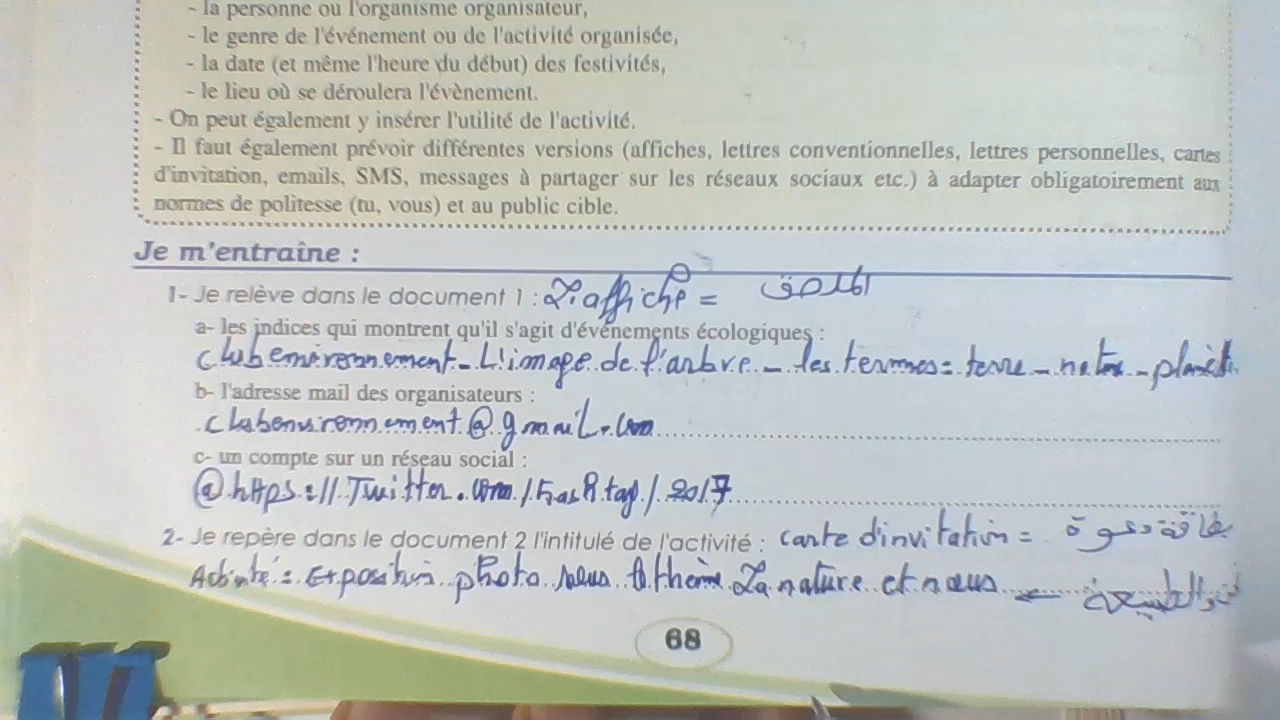 - la personne ou l'organisme organisateur,
- le genre de l'événement ou de l'activité organisée,
- la date (et même l'heure du début) des festivités,
- le lieu où se déroulera l'évènement.
- On peut également y insérer l'utilité de l'activité.
- Il faut également prévoir différentes versions (affiches, lettres conventionnelles, lettres personnelles, cartes
d'invitation, emails, SMS, messages à partager sur les réseaux sociaux etc.) à adapter obligatoirement aux
normes de politesse (tu, vous) et au public cible.
Je m'entraîne :
1- Je relève dans le document 1 : L'affiche = الملصق
a- les indices qui montrent qu'il s'agit d'événements écologiques :
club environnement - L'image de l'arbre - les termes = terre - nature - planète
b- l'adresse mail des organisateurs :
clubenvironnement@gmail.com
c- un compte sur un réseau social :
@https://Twitter.com/hashtag/2017
2- Je repère dans le document 2 l'intitulé de l'activité : carte d'invitation = دعوة
Activité = Exposition photo sous thème La nature et nous ←
68